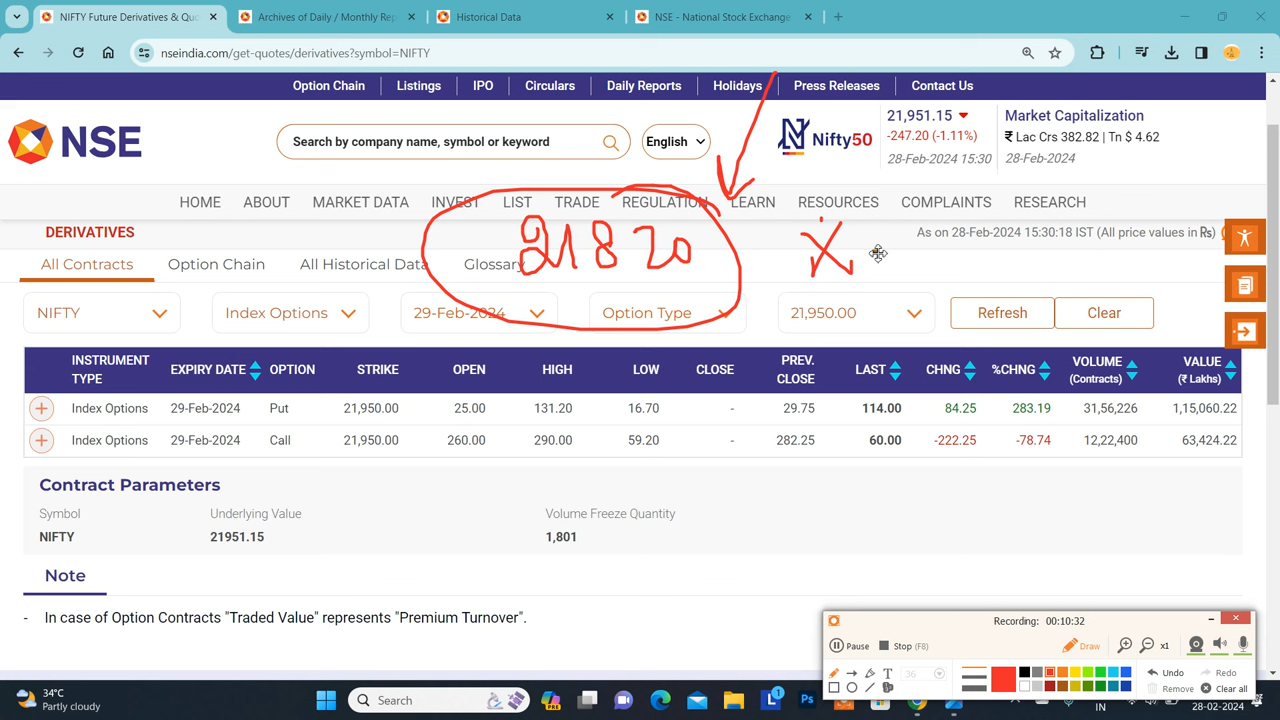 NIFTY Future Derivatives & Quo
Archives of Daily / Monthly Rep
Historical Data
NSE - National Stock Exchange
nseindia.com/get-quotes/derivatives?symbol=NIFTY
Option Chain Listings IPO Circulars Daily Reports Holidays Press Releases Contact Us
NSE
Search by company name, symbol or keyword
English
Nifty50
21,951.15
-247.20 (-1.11%)
28-Feb-2024 15:30
Market Capitalization
₹ Lac Crs 382.82 | Tn $ 4.62
28-Feb-2024
HOME ABOUT MARKET DATA INVEST LIST TRADE REGULATION LEARN RESOURCES COMPLAINTS RESEARCH
21820 X
DERIVATIVES
As on 28-Feb-2024 15:30:18 IST (All price values in ₹)
All Contracts Option Chain All Historical Data Glossary
NIFTY Index Options 29-Feb-2024 Option Type 21,950.00 Refresh Clear
INSTRUMENT TYPE EXPIRY DATE OPTION STRIKE OPEN HIGH LOW CLOSE PREV. CLOSE LAST CHNG %CHNG VOLUME (Contracts) VALUE (₹ Lakhs)
Index Options 29-Feb-2024 Put 21,950.00 25.00 131.20 16.70 - 29.75 114.00 84.25 283.19 31,56,226 1,15,060.22
Index Options 29-Feb-2024 Call 21,950.00 260.00 290.00 59.20 - 282.25 60.00 -222.25 -78.74 12,22,400 63,424.22
Contract Parameters
Symbol Underlying Value Volume Freeze Quantity
NIFTY 21951.15 1,801
Note
- In case of Option Contracts "Traded Value" represents "Premium Turnover".
Recording: 00:10:32
Pause Stop (F8) Draw x1
T 36 Undo Redo
Remove Clear all
34°C
Partly cloudy
Search
PRE
L 1
Ps
IN
18:13
28-02-2024